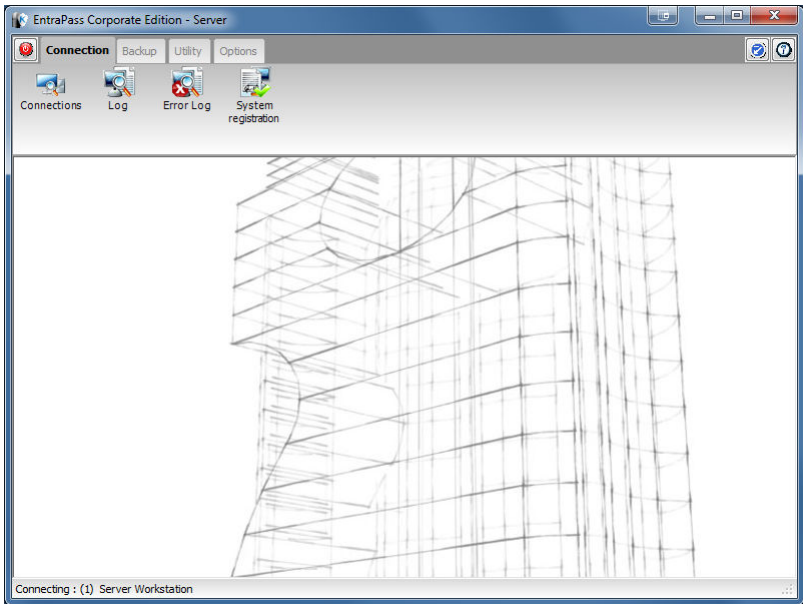 EntraPass Corporate Edition - Server
Connection Backup Utility Options
Connections Log Error Log System registration
Connecting : (1) Server Workstation